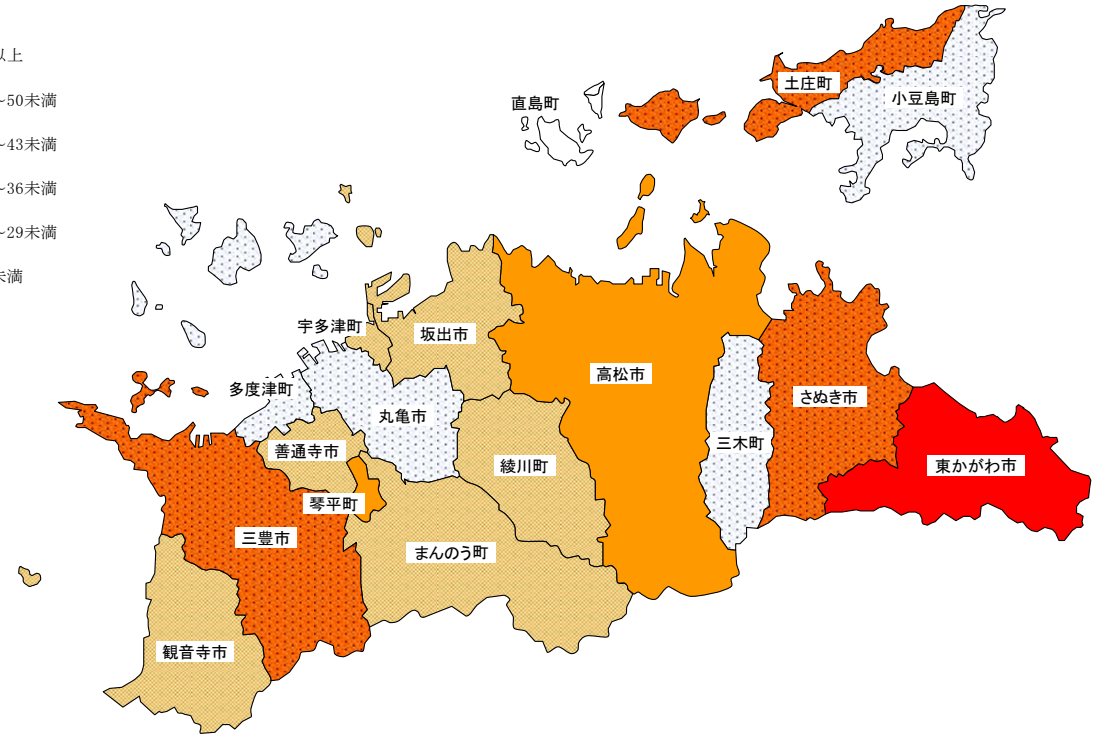 以上
~50未満
~43未満
~36未満
~29未満
未満
直島町
土庄町
小豆島町
宇多津町
坂出市
多度津町
丸亀市
高松市
さぬき市
善通寺市
三木町
綾川町
東かがわ市
琴平町
三豊市
まんのう町
観音寺市